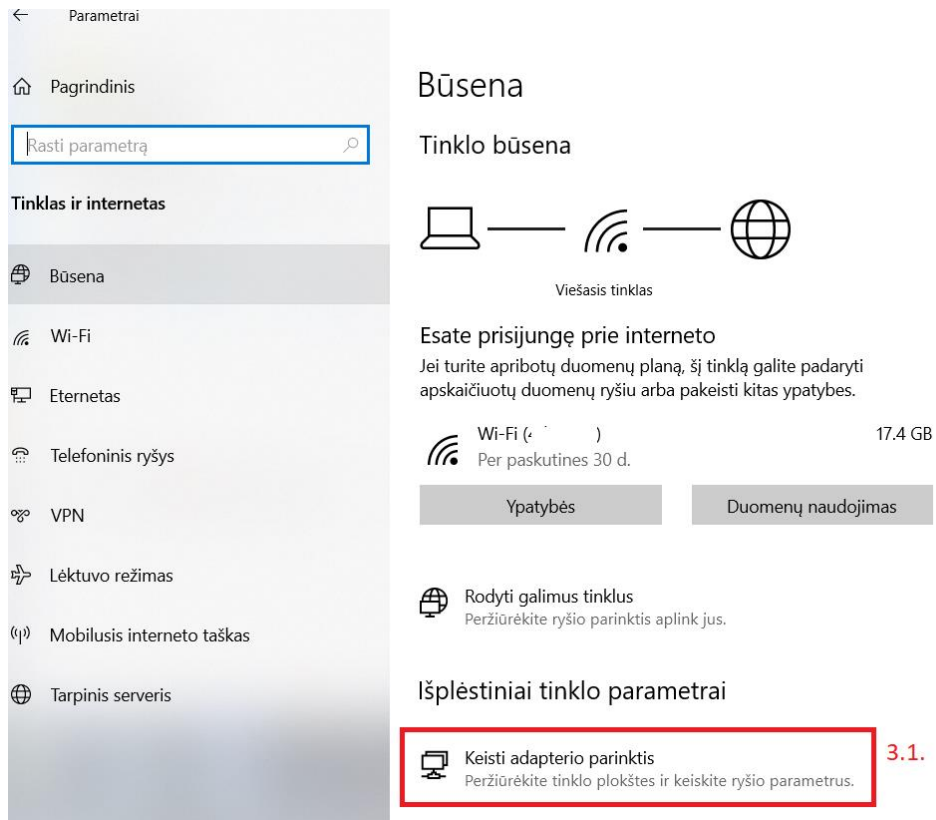 Parametrai
Pagrindinis
Rasti parametrą
Tinklas ir internetas
Būsena
Wi-Fi
Eternetas
Telefoninis ryšys
VPN
Lėktuvo režimas
Mobilusis interneto taškas
Tarpinis serveris
Būsena
Tinklo būsena
Viešasis tinklas
Esate prisijungę prie interneto
Jei turite apribotų duomenų planą, šį tinklą galite padaryti
apskaičiuotų duomenų ryšiu arba pakeisti kitas ypatybes.
Wi-Fi ( )
17.4 GB
Per paskutines 30 d.
Ypatybės
Duomenų naudojimas
Rodyti galimus tinklus
Peržiūrėkite ryšio parinktis aplink jus.
Išplėstiniai tinklo parametrai
Keisti adapterio parinktis
3.1.
Peržiūrėkite tinklo plokštes ir keiskite ryšio parametrus.